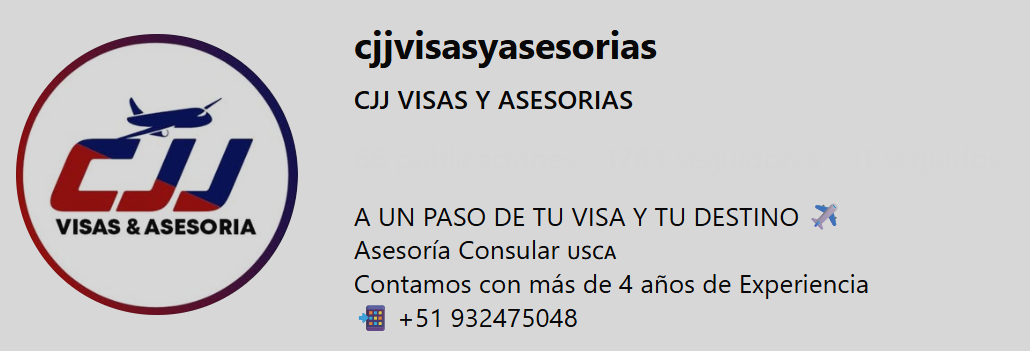 cjjvisasyasesorias
CJJ VISAS Y ASESORIAS
CJJ
VISAS & ASESORIA
A UN PASO DE TU VISA Y TU DESTINO ✈️
Asesoría Consular ᴜsᴄᴀ
Contamos con más de 4 años de Experiencia
📲 +51 932475048